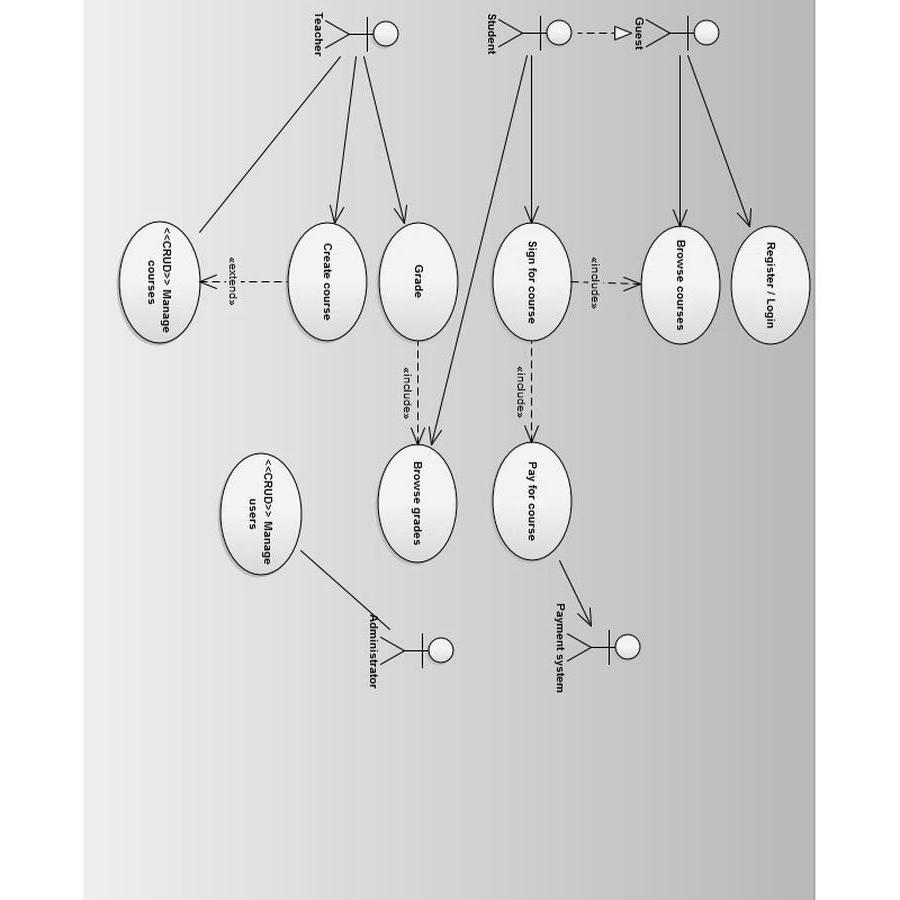 Register / Login
Guest
Browse courses
«include»
Student
Sign for course
«include»
Pay for course
Payment system
Grade
«include»
Browse grades
Teacher
Create course
«extend»
<<CRUD>> Manage
courses
Administrator
<<CRUD>> Manage
users